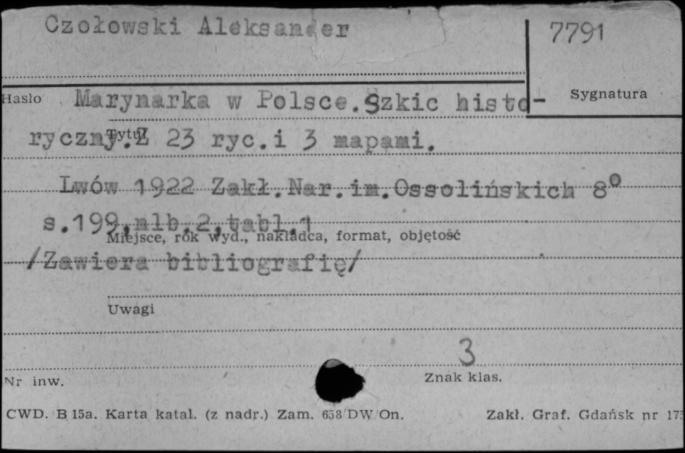 Czołowski Aleksander
7791
Hasło
Sygnatura
Marynarka w Polsce.Szkic histo-
ryczny.Z 23 ryc.i 3 mapami.
Tytuł
Lwów 1922 Zakł.Nar.im.Ossolińskich 8°
s.199,nlb.2,tabl.1
Miejsce, rok wyd., nakładca, format, objętość
/Zawiera bibliografię/
Uwagi
3
Nr inw.
Znak klas.
CWD. B 15a. Karta katal. (z nadr.) Zam. 658 DW On.
Zakł. Graf. Gdańsk nr